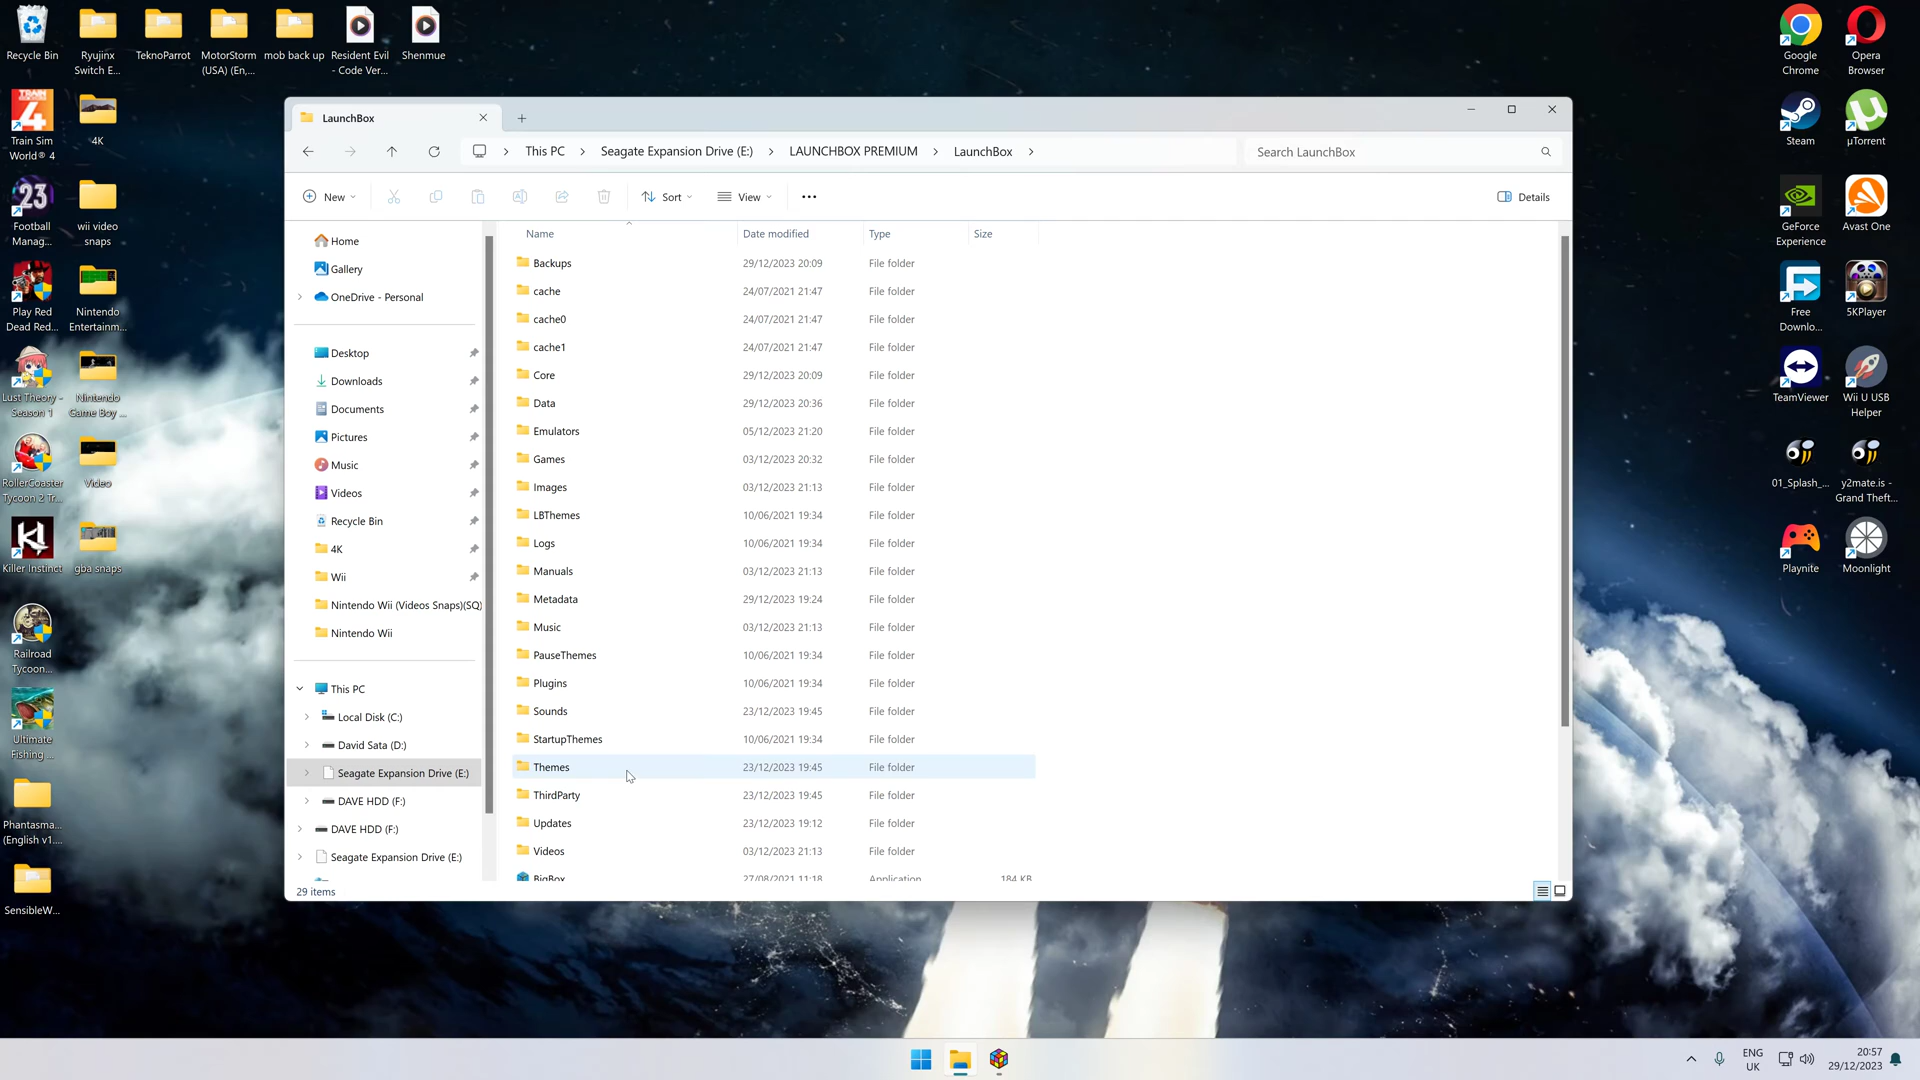 Recycle Bin
Ryujinx
Switch E...
TeknoParrot
MotorStorm
(USA) (En,...
mob back up
Resident Evil
- Code Ver...
Shenmue
Google
Chrome
Opera
Browser
Train Sim
World® 4
4K
Steam
µTorrent
Football
Manag...
wii video
snaps
GeForce
Experience
Avast One
Play Red
Dead Red...
Nintendo
Entertainm...
Free
Downlo...
5KPlayer
Lust Theory -
Season 1
Nintendo
Game Boy ...
TeamViewer
Wii U USB
Helper
RollerCoaster
Tycoon 2 Tr...
Video
01_Splash_...
y2mate.is -
Grand Theft...
Killer Instinct
gba snaps
Playnite
Moonlight
Railroad
Tycoon...
Ultimate
Fishing ...
Phantasma...
(English v1....
SensibleW...
LaunchBox
This PC
Seagate Expansion Drive (E:)
LAUNCHBOX PREMIUM
LaunchBox
Search LaunchBox
New
Sort
View
Details
Home
Gallery
OneDrive - Personal
Desktop
Downloads
Documents
Pictures
Music
Videos
Recycle Bin
4K
Wii
Nintendo Wii (Videos Snaps)(SQ)
Nintendo Wii
This PC
Local Disk (C:)
David Sata (D:)
Seagate Expansion Drive (E:)
DAVE HDD (F:)
DAVE HDD (F:)
Seagate Expansion Drive (E:)
Name Date modified Type Size
Backups 29/12/2023 20:09 File folder
cache 24/07/2021 21:47 File folder
cache0 24/07/2021 21:47 File folder
cache1 24/07/2021 21:47 File folder
Core 29/12/2023 20:09 File folder
Data 29/12/2023 20:36 File folder
Emulators 05/12/2023 21:20 File folder
Games 03/12/2023 20:32 File folder
Images 03/12/2023 21:13 File folder
LBThemes 10/06/2021 19:34 File folder
Logs 10/06/2021 19:34 File folder
Manuals 03/12/2023 21:13 File folder
Metadata 29/12/2023 19:24 File folder
Music 03/12/2023 21:13 File folder
PauseThemes 10/06/2021 19:34 File folder
Plugins 10/06/2021 19:34 File folder
Sounds 23/12/2023 19:45 File folder
StartupThemes 10/06/2021 19:34 File folder
Themes 23/12/2023 19:45 File folder
ThirdParty 23/12/2023 19:45 File folder
Updates 23/12/2023 19:12 File folder
Videos 03/12/2023 21:13 File folder
BigBox 27/08/2021 11:18 Application 184 KB
29 items
ENG
UK
20:57
29/12/2023